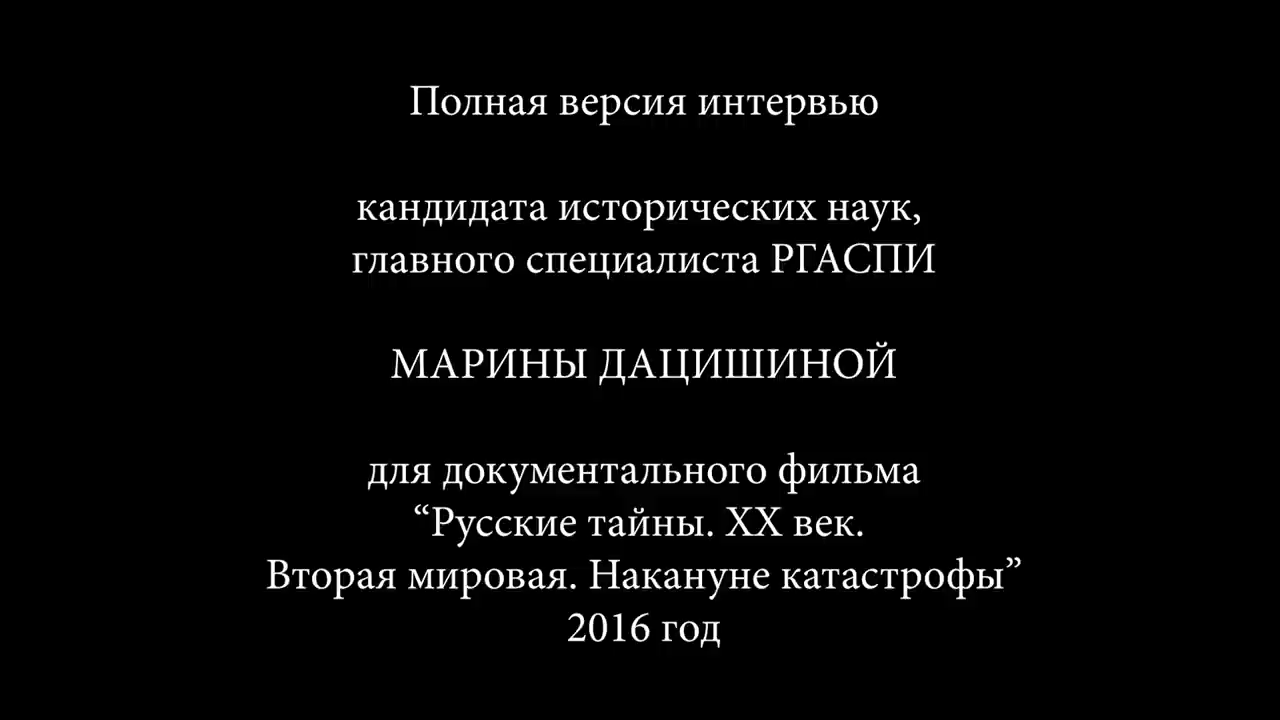 Полная версия интервью
кандидата исторических наук,
главного специалиста РГАСПИ
МАРИНЫ ДАЦИШИНОЙ
для документального фильма
“Русские тайны. XX век.
Вторая мировая. Накануне катастрофы”
2016 год